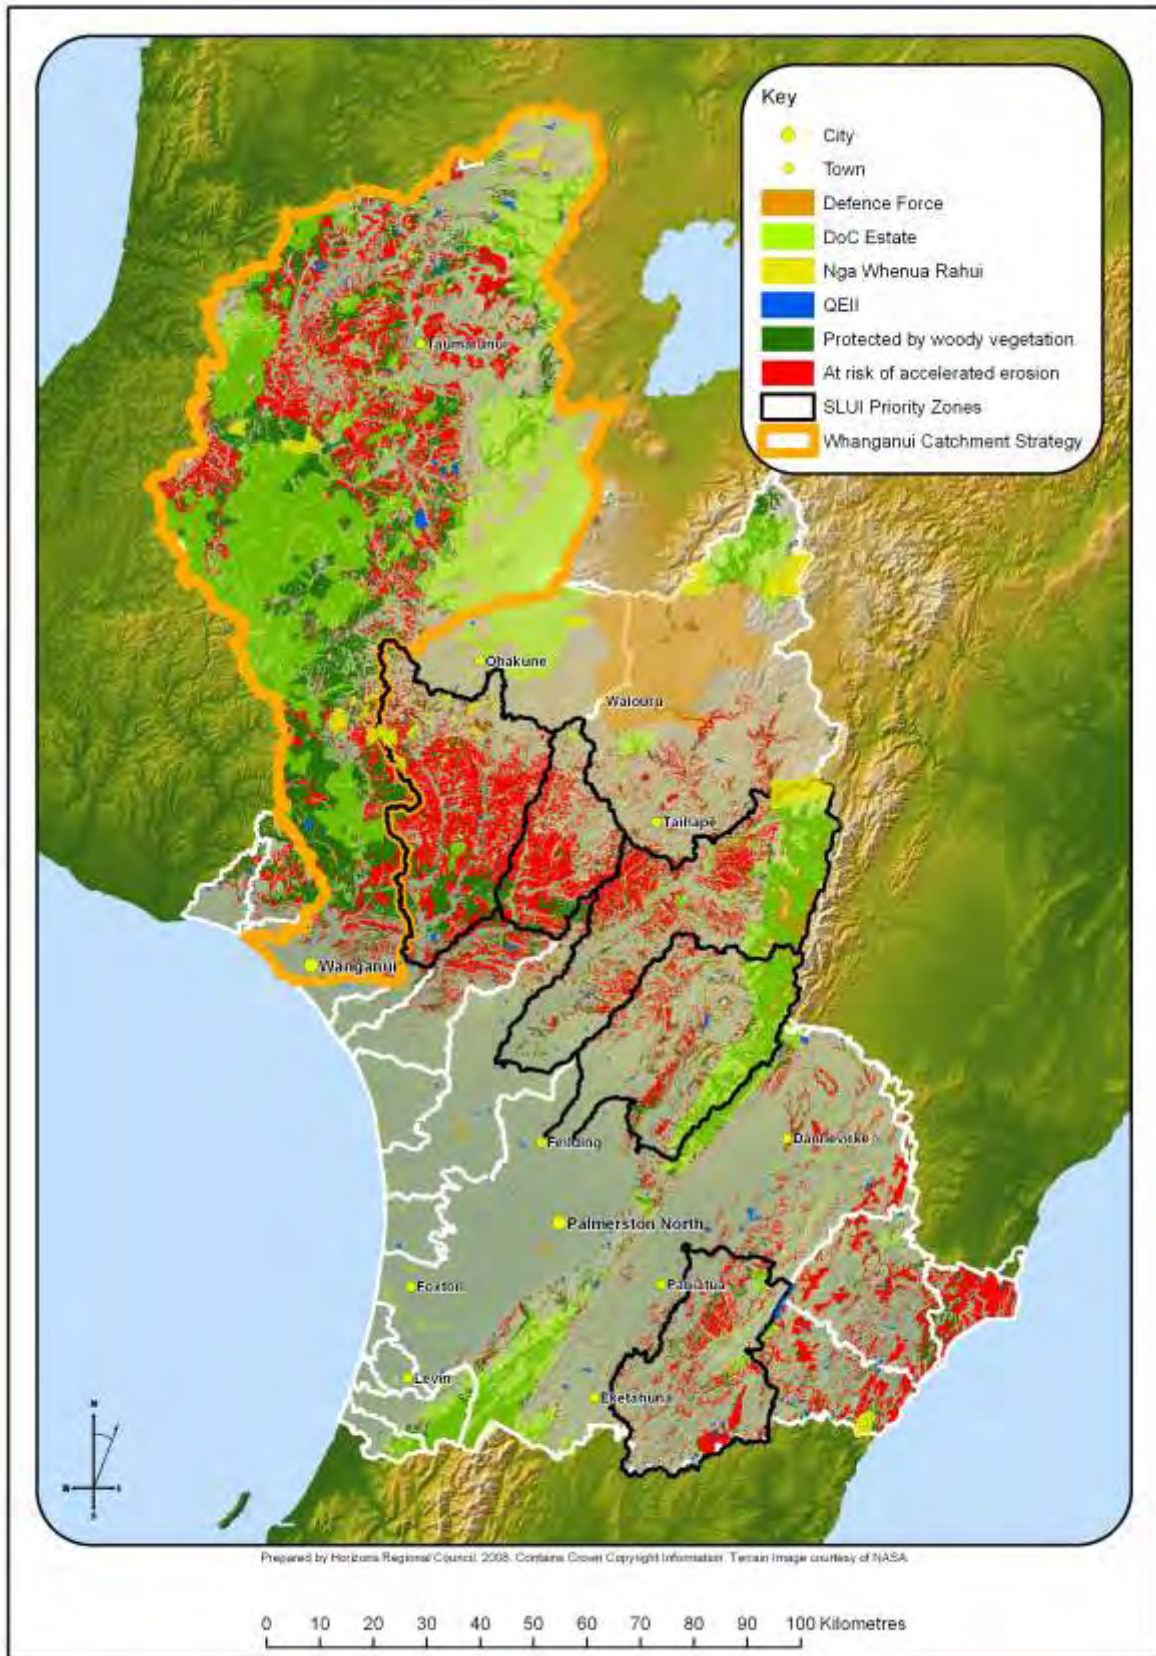 Key
City
Town
Defence Force
DoC Estate
Nga Whenua Rahui
QEII
Protected by woody vegetation
At risk of accelerated erosion
SLUI Priority Zones
Whanganui Catchment Strategy
Taumarunui
Ohakune
Waiouru
Taihape
Wanganui
Dannevirke
Feilding
Palmerston North
Pahiatua
Foxton
Levin
Eketahuna
N
Prepared by Horizons Regional Council, 2008. Contains Crown Copyright Information. Terrain Image courtesy of NASA
0 10 20 30 40 50 60 70 80 90 100 Kilometres